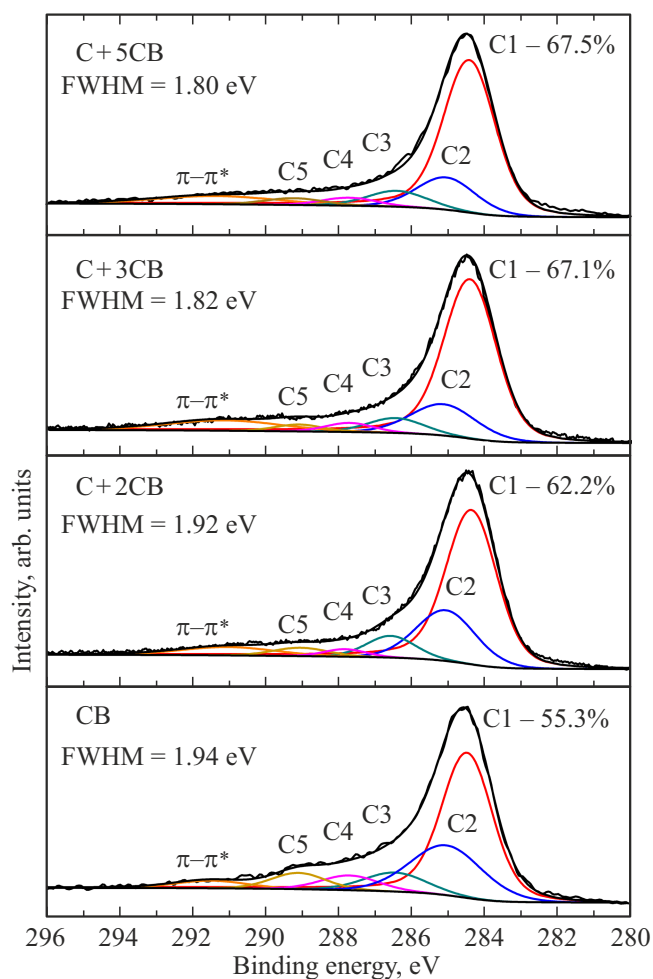 C+5CB
FWHM = 1.80 eV
C1 – 67.5%
π–π*
C5
C4
C3
C2
C+3CB
FWHM = 1.82 eV
C1 – 67.1%
π–π*
C5
C4
C3
C2
C+2CB
FWHM = 1.92 eV
C1 – 62.2%
π–π*
C5
C4
C3
C2
CB
FWHM = 1.94 eV
C1 – 55.3%
π–π*
C5
C4
C3
C2
Intensity, arb. units
296 294 292 290 288 286 284 282 280
Binding energy, eV